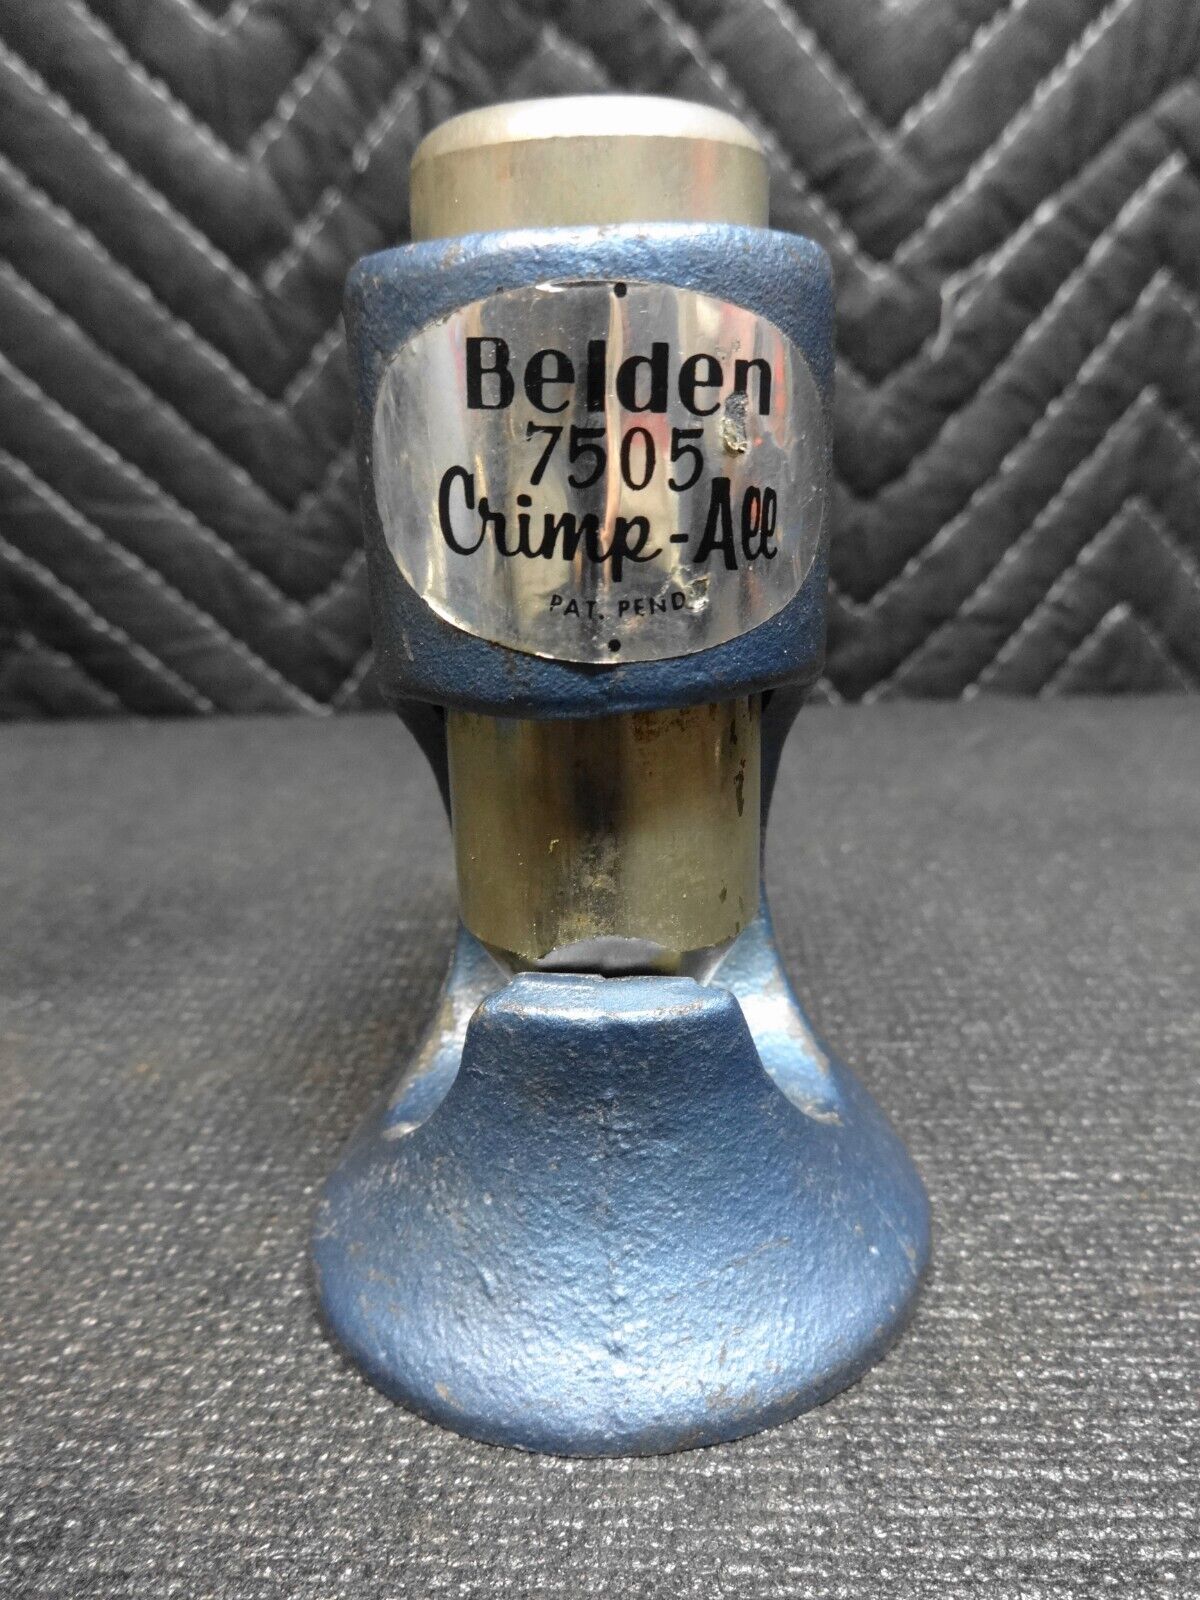 Belden
7505
Crimp-All
PAT. PEND.